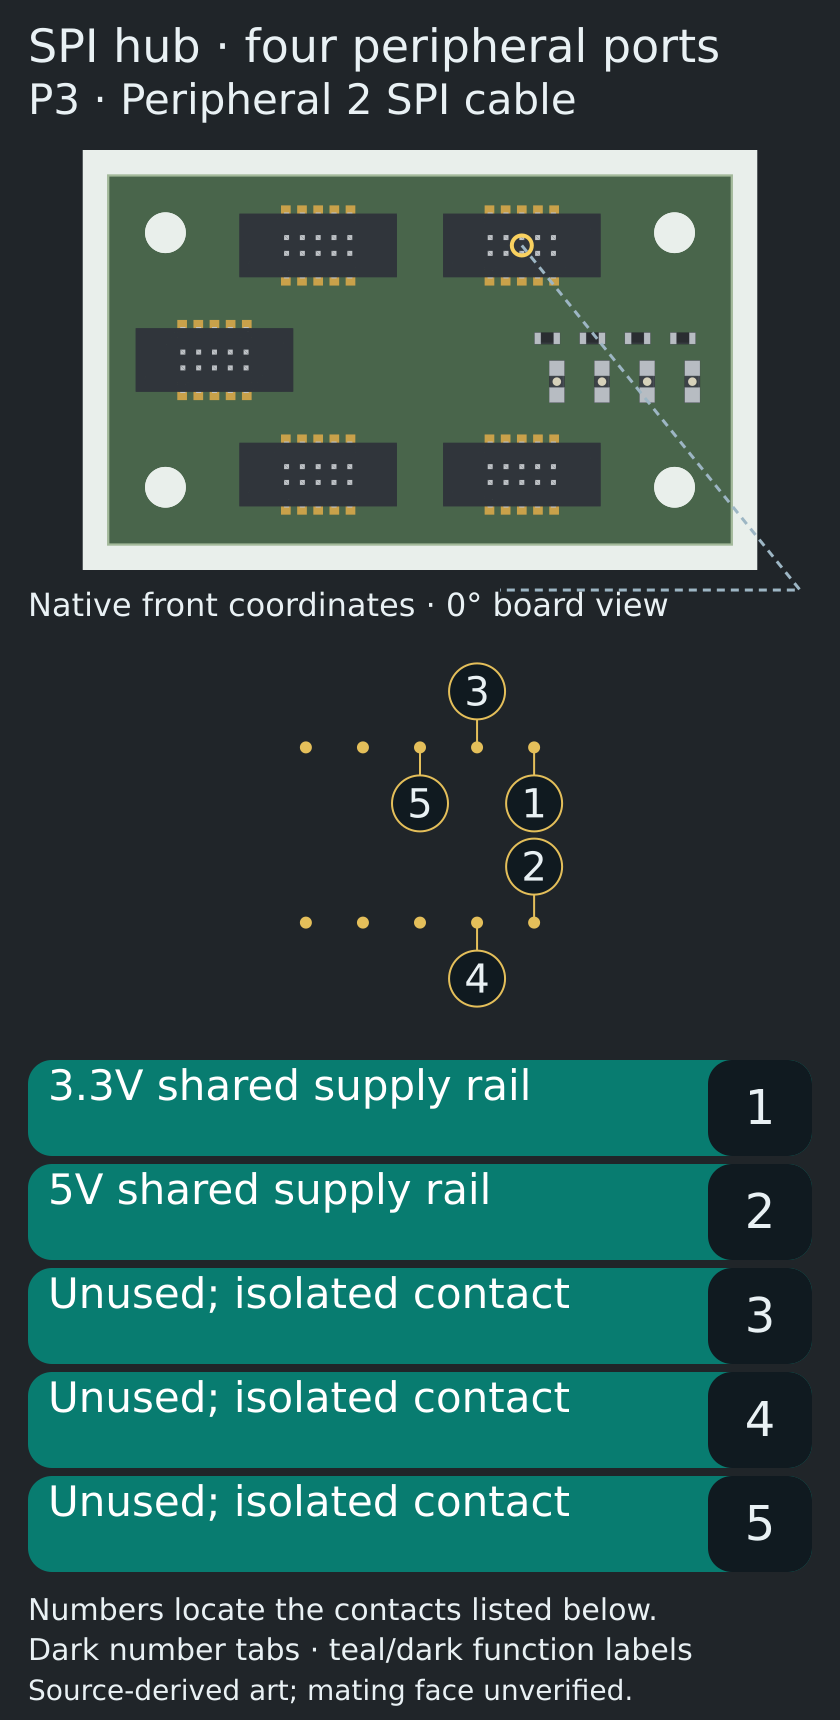 SPI hub · four peripheral ports
P3 · Peripheral 2 SPI cable
Native front coordinates · 0° board view
3
5
1
2
4
3.3V shared supply rail 1
5V shared supply rail 2
Unused; isolated contact 3
Unused; isolated contact 4
Unused; isolated contact 5
Numbers locate the contacts listed below.
Dark number tabs · teal/dark function labels
Source-derived art; mating face unverified.